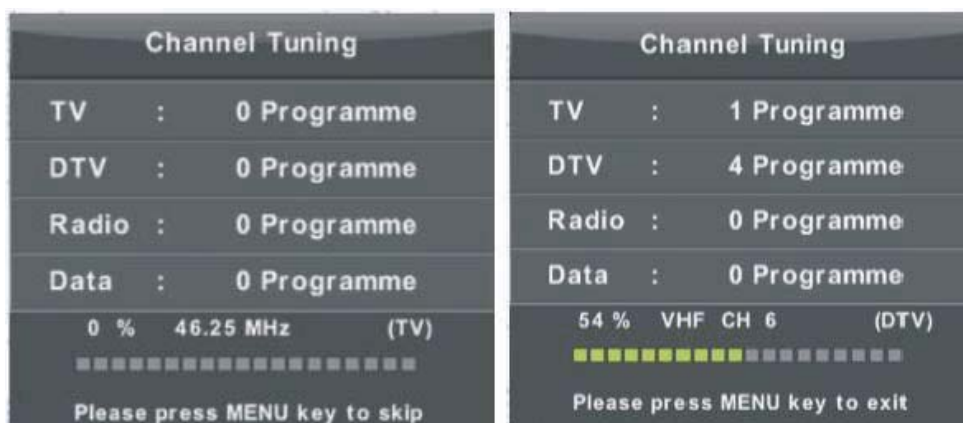 Channel Tuning
TV : 0 Programme
DTV : 0 Programme
Radio : 0 Programme
Data : 0 Programme
0 % 46.25 MHz (TV)
Please press MENU key to skip
Channel Tuning
TV : 1 Programme
DTV : 4 Programme
Radio : 0 Programme
Data : 0 Programme
54 % VHF CH 6 (DTV)
Please press MENU key to exit